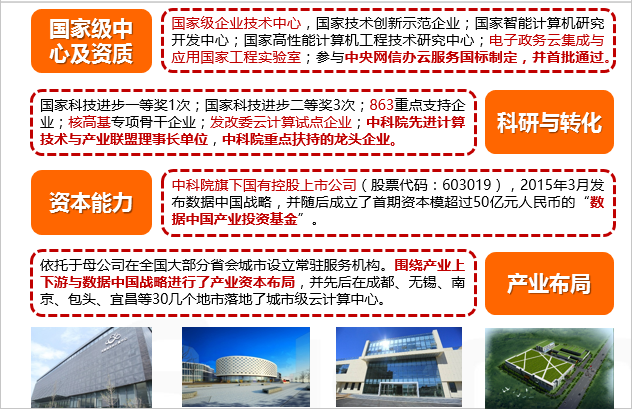 国家级中
心及资质
国家级企业技术中心，国家技术创新示范企业；国家智能计算机研究
开发中心；国家高性能计算机工程技术研究中心；电子政务云集成与
应用国家工程实验室；参与中央网信办云服务国标制定，并首批通过。
国家科技进步一等奖1次；国家科技进步二等奖3次；863重点支持企
业；核高基专项骨干企业；发改委云计算试点企业；中科院先进计算
技术与产业联盟理事长单位，中科院重点扶持的龙头企业。
科研与转化
资本能力
中科院旗下国有控股上市公司（股票代码：603019），2015年3月发
布数据中国战略，并随后成立了首期资本模超过50亿元人民币的“数
据中国产业投资基金”。
依托于母公司在全国大部分省会城市设立常驻服务机构。围绕产业上
下游与数据中国战略进行了产业资本布局，并先后在成都、无锡、南
京、包头、宜昌等30几个地市落地了城市级云计算中心。
产业布局